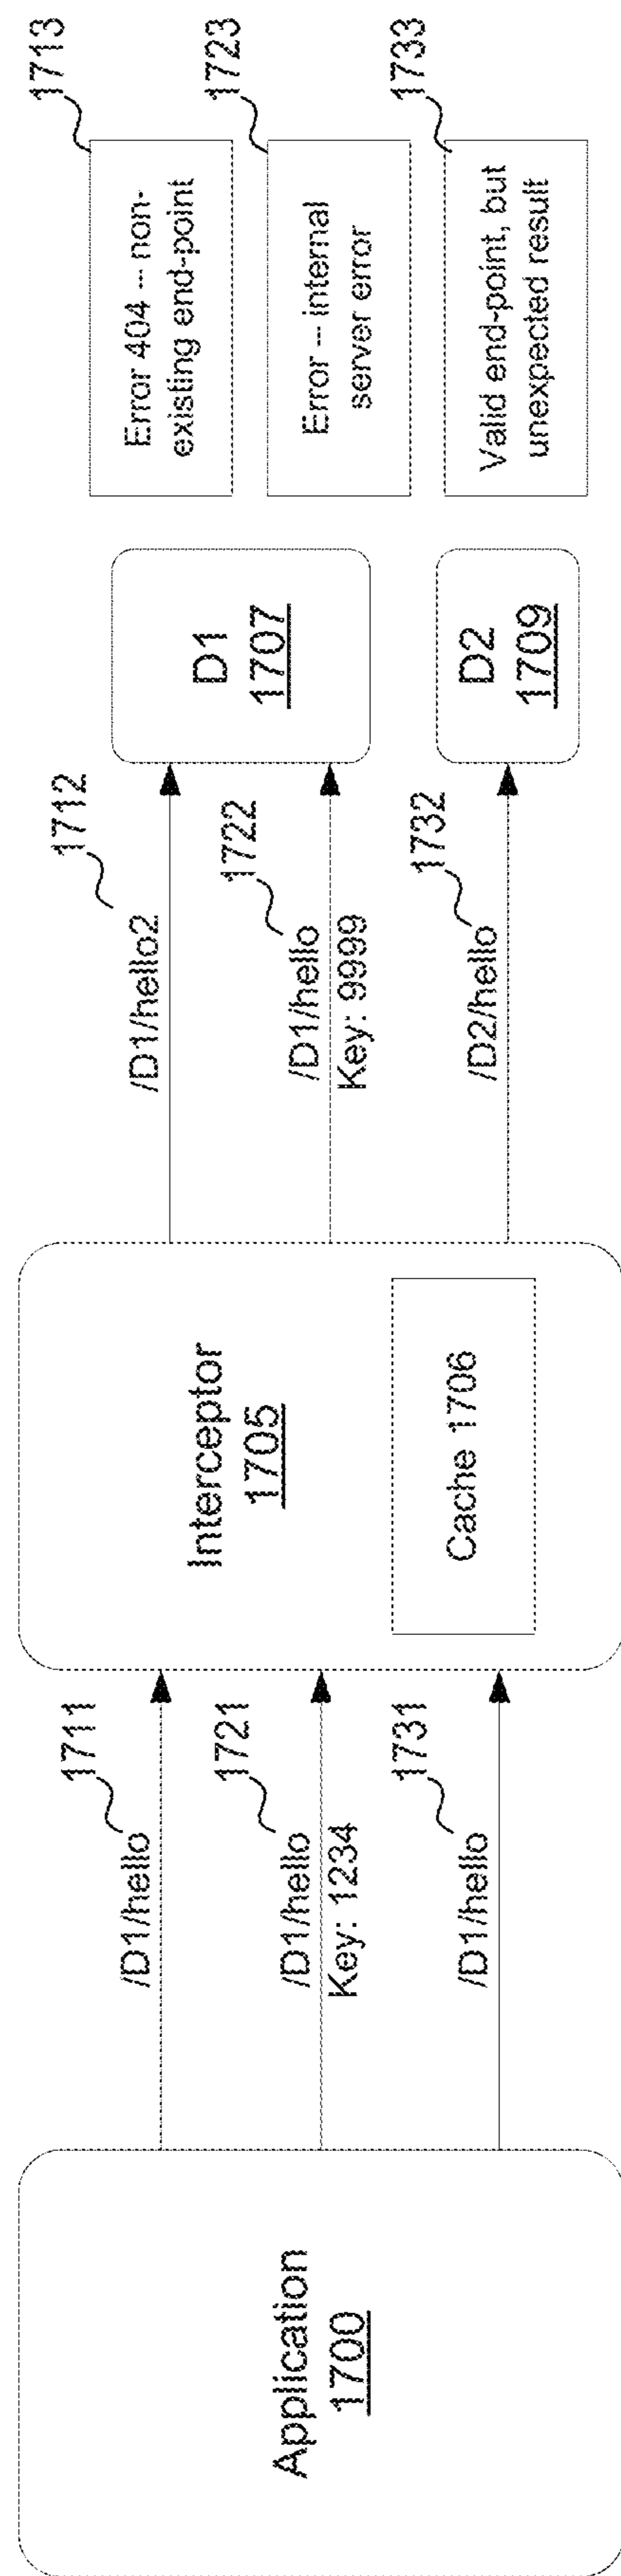 Application
1700
/D1/hello
1711
/D1/hello
Key: 1234
1721
/D1/hello
1731
Interceptor
1705
Cache 1706
/D1/hello2
1712
/D1/hello
Key: 9999
1722
/D2/hello
1732
D1
1707
D2
1709
Error 404 -- non-
existing end-point
1713
Error -- internal
server error
1723
Valid end-point, but
unexpected result
1733